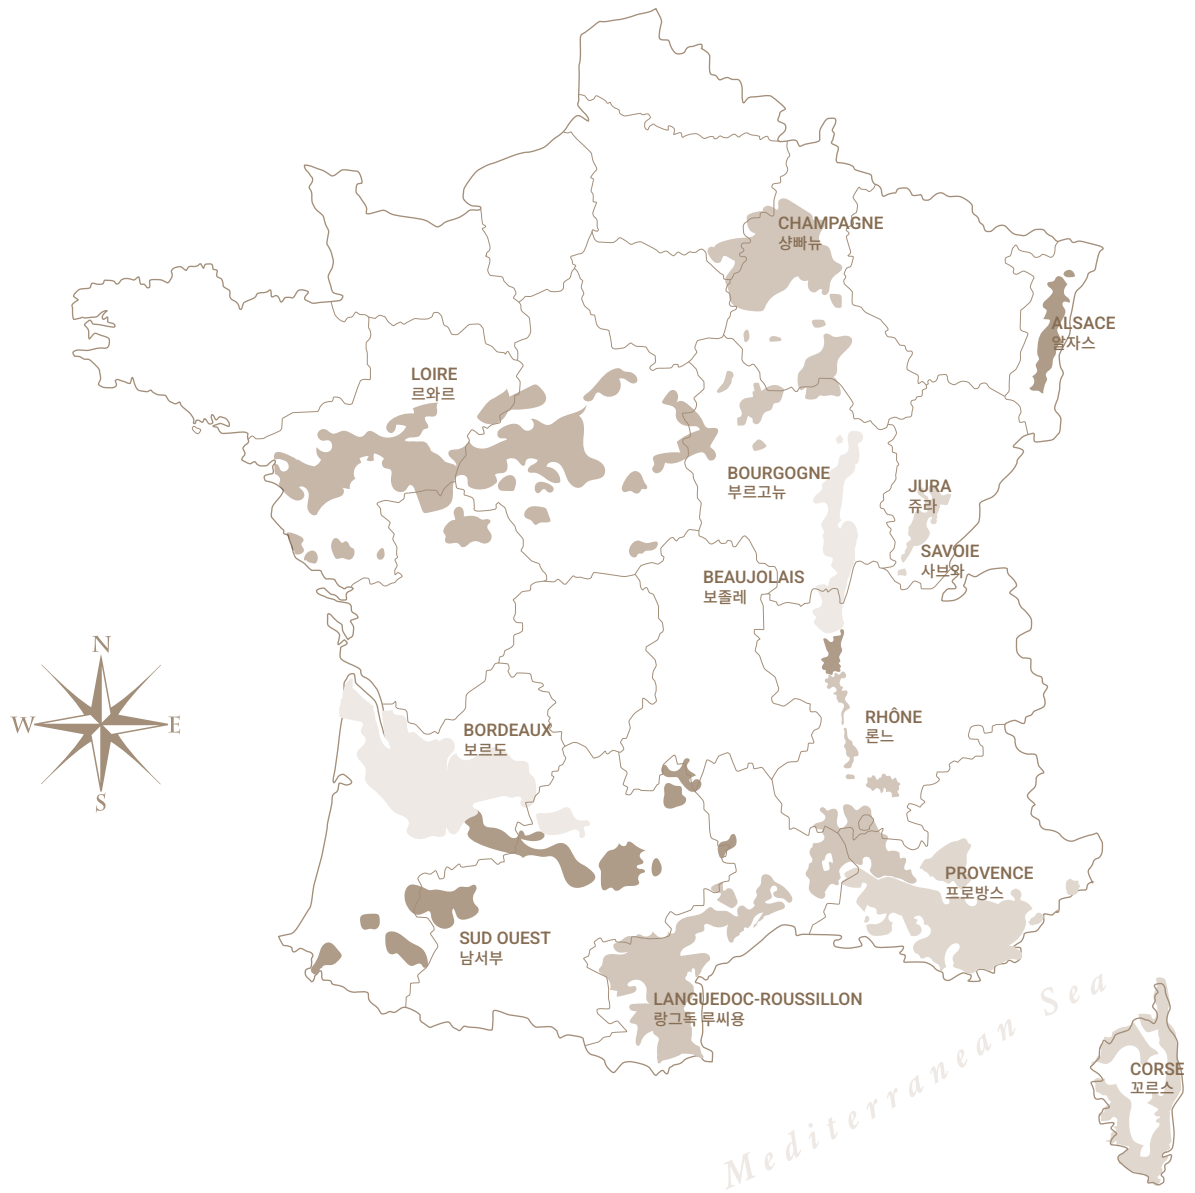 CHAMPAGNE
샹빠뉴
ALSACE
알자스
LOIRE
르와르
BOURGOGNE
부르고뉴
JURA
쥬라
SAVOIE
사브와
BEAUJOLAIS
보졸레
N
W
E
S
RHÔNE
론느
BORDEAUX
보르도
PROVENCE
프로방스
SUD OUEST
남서부
LANGUEDOC-ROUSSILLON
랑그독 루씨용
Mediterranean Sea
CORSE
꼬르스